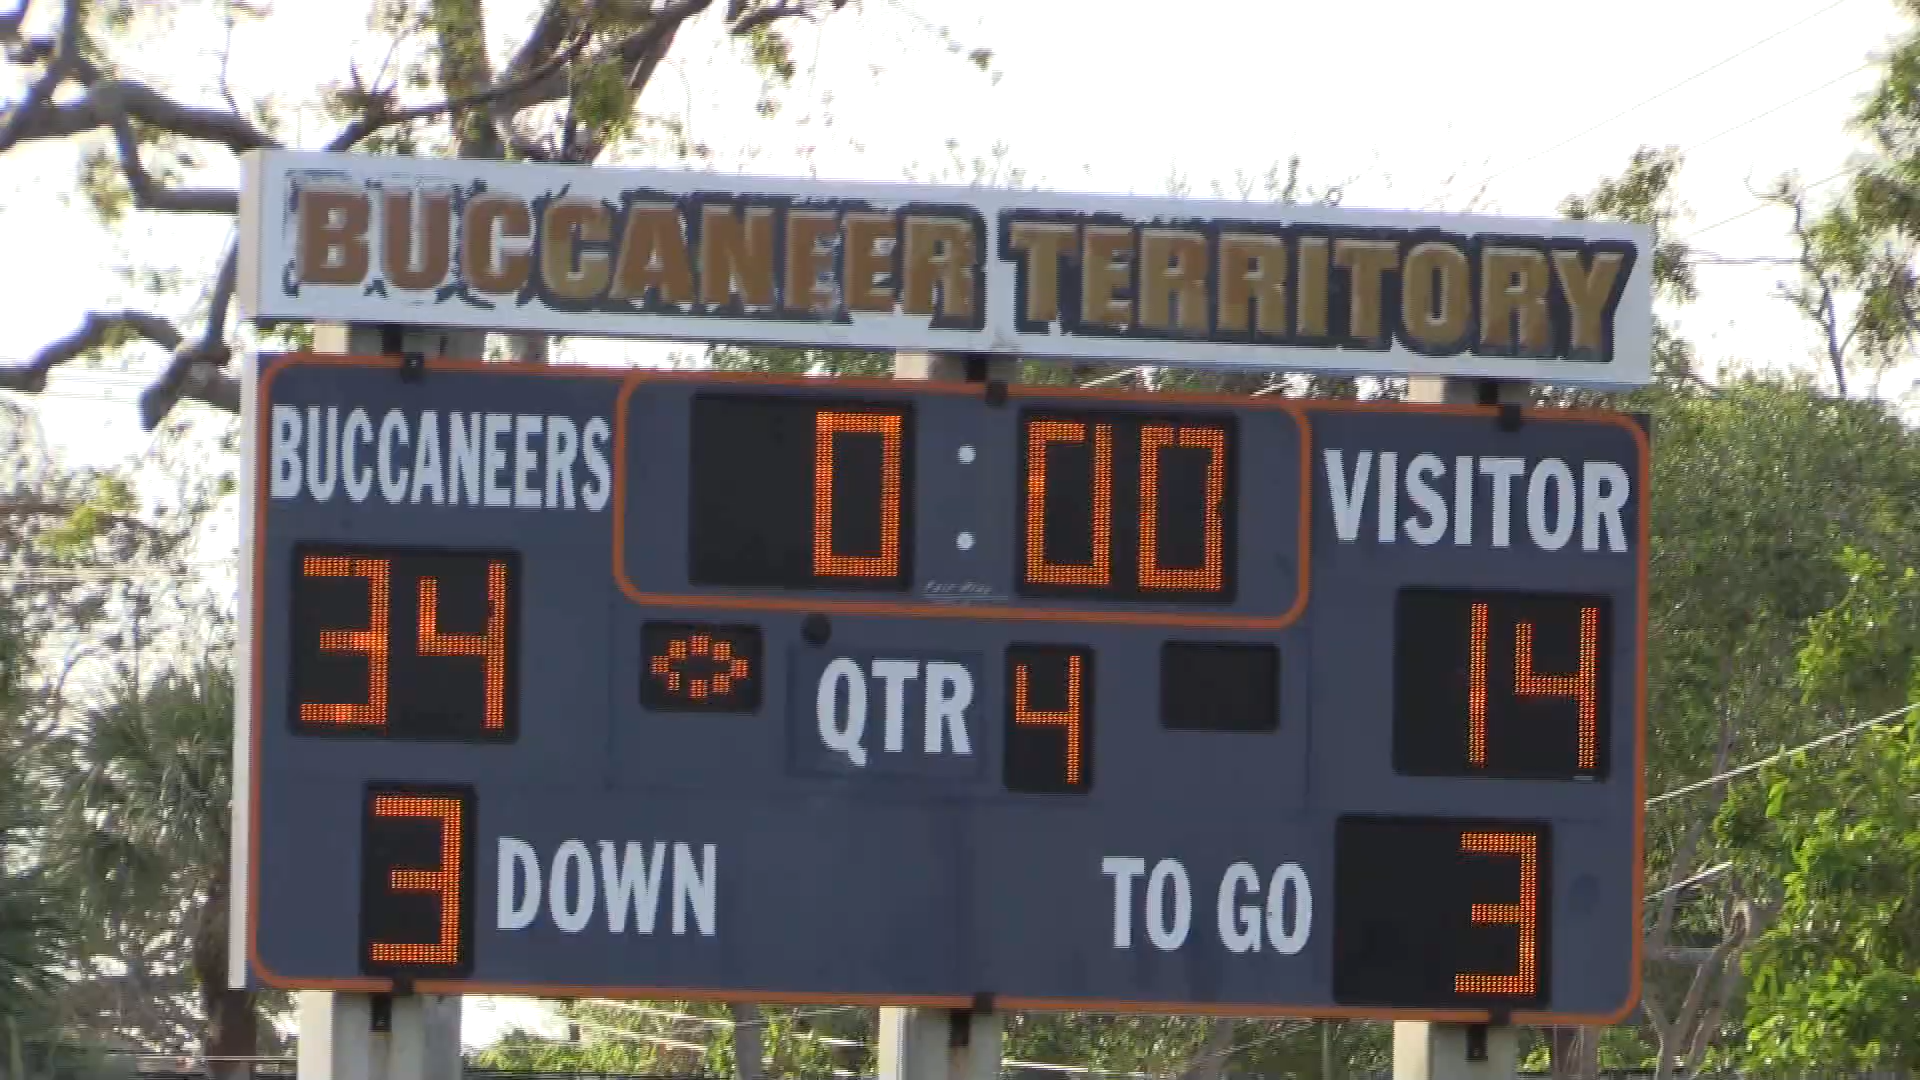 BUCCANEER TERRITORY
BUCCANEERS 0:00 VISITOR
34 QTR 4 14
3 DOWN TO GO 3